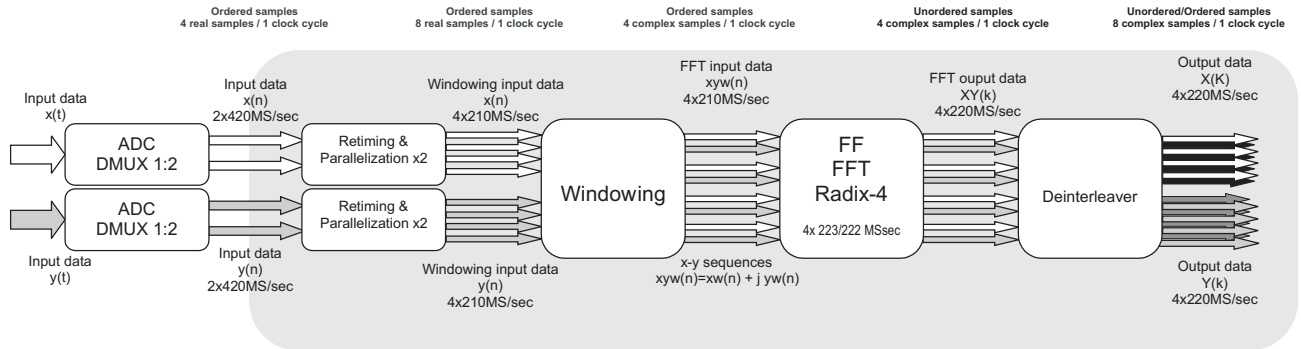 Ordered samples
4 real samples / 1 clock cycle
Ordered samples
8 real samples / 1 clock cycle
Ordered samples
4 complex samples / 1 clock cycle
Unordered samples
4 complex samples / 1 clock cycle
Unordered/Ordered samples
8 complex samples / 1 clock cycle
Input data
x(t)
ADC
DMUX 1:2
Input data
x(n)
2x420MS/sec
Retiming &
Parallelization x2
Windowing input data
x(n)
4x210MS/sec
FFT input data
xyw(n)
4x210MS/sec
FFT ouput data
XY(k)
4x220MS/sec
Output data
X(K)
4x220MS/sec
Windowing
FF
FFT
Radix-4
4x 223/222 MSsec
Deinterleaver
ADC
DMUX 1:2
Retiming &
Parallelization x2
Input data
y(t)
Input data
y(n)
2x420MS/sec
Windowing input data
y(n)
4x210MS/sec
x-y sequences
xyw(n)=xw(n) + j yw(n)
Output data
Y(k)
4x220MS/sec